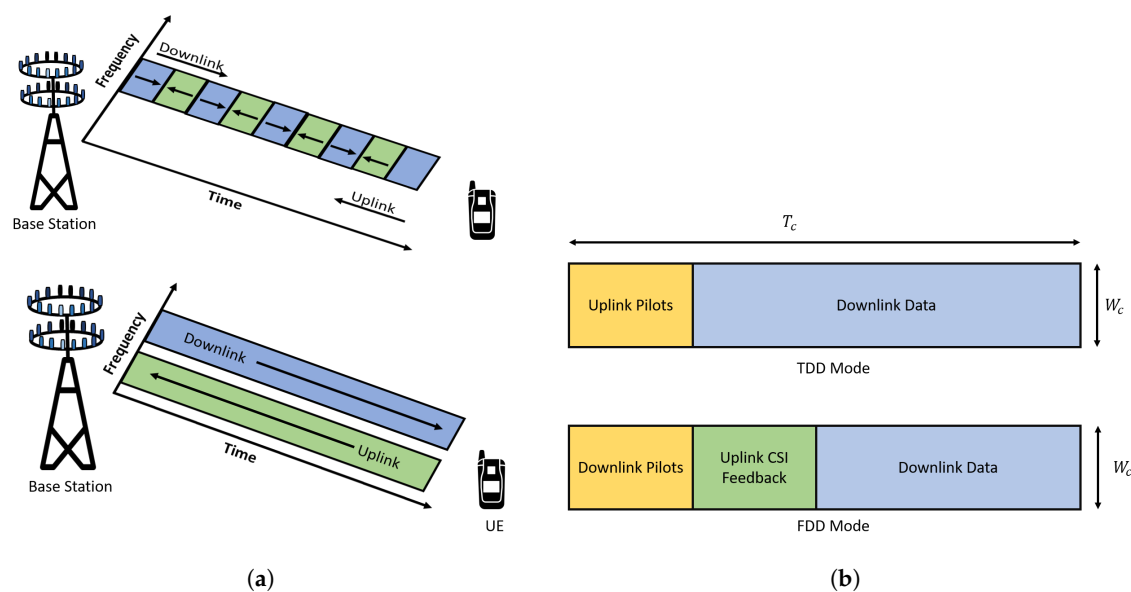 Frequency
Downlink
Time
Uplink
Base Station
Frequency
Downlink
Uplink
Time
Base Station
UE
(a)
T_c
Uplink Pilots
Downlink Data
W_c
TDD Mode
Downlink Pilots
Uplink CSI
Feedback
Downlink Data
W_c
FDD Mode
(b)